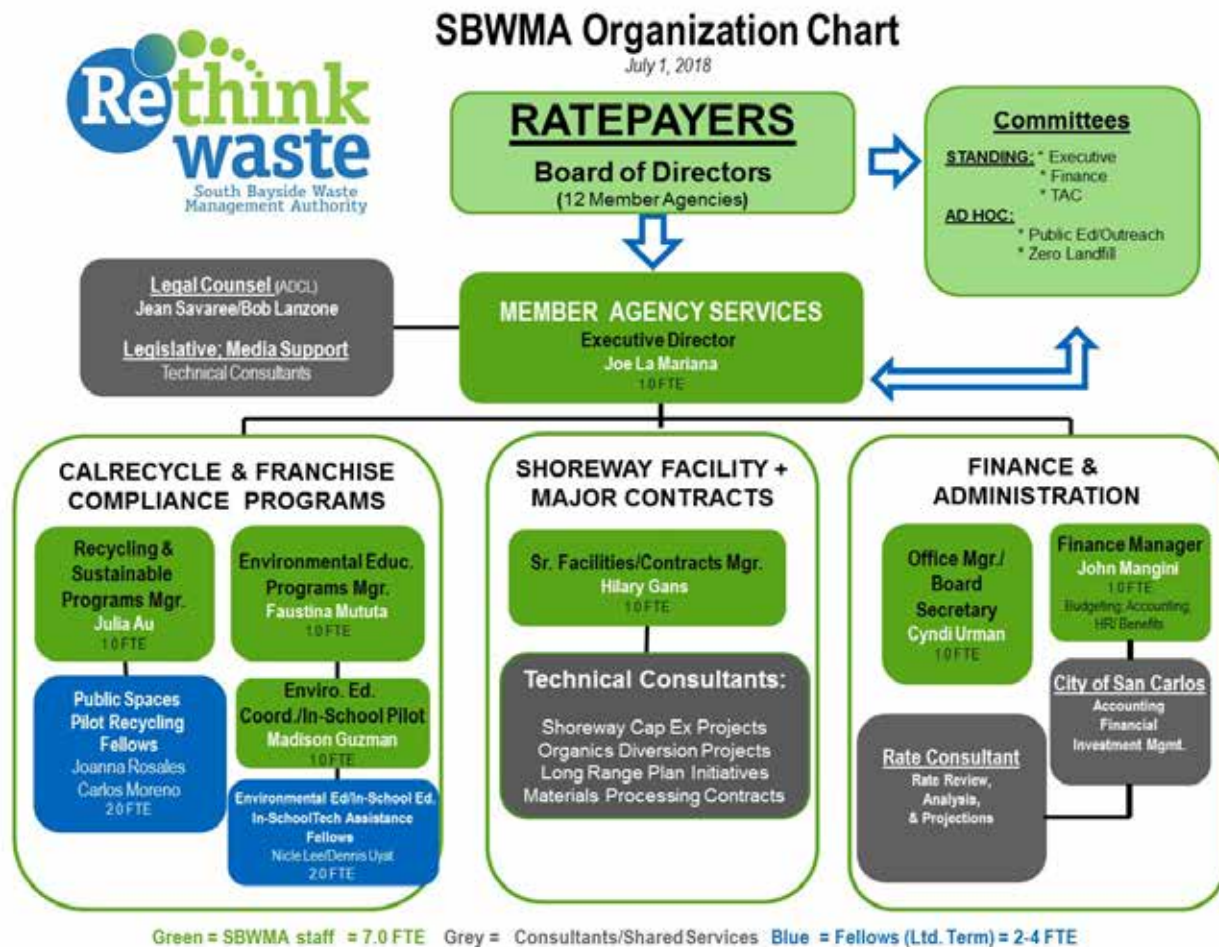 SBWMA Organization Chart
July 1, 2018
Rethink
waste
South Bayside Waste
Management Authority
RATEPAYERS
Board of Directors
(12 Member Agencies)
Committees
STANDING: * Executive
* Finance
* TAC
AD HOC:
* Public Ed/Outreach
* Zero Landfill
Legal Counsel (ADCL)
Jean Savaree/Bob Lanzone
Legislative; Media Support
Technical Consultants
MEMBER AGENCY SERVICES
Executive Director
Joe La Mariana
1.0 FTE
CALRECYCLE & FRANCHISE
COMPLIANCE PROGRAMS
Recycling &
Sustainable
Programs Mgr.
Julia Au
1.0 FTE
Environmental Educ.
Programs Mgr.
Faustina Mututa
1.0 FTE
Public Spaces
Pilot Recycling
Fellows
Joanna Rosales
Carlos Moreno
2.0 FTE
Enviro. Ed.
Coord./In-School Pilot
Madison Guzman
1.0 FTE
Environmental Ed/In-School Ed.
In-SchoolTech Assistance
Fellows
Nicle Lee/Dennis Uyat
2.0 FTE
SHOREWAY FACILITY +
MAJOR CONTRACTS
Sr. Facilities/Contracts Mgr.
Hilary Gans
1.0 FTE
Technical Consultants:
Shoreway Cap Ex Projects
Organics Diversion Projects
Long Range Plan Initiatives
Materials Processing Contracts
FINANCE &
ADMINISTRATION
Office Mgr./
Board
Secretary
Cyndi Urman
1.0 FTE
Finance Manager
John Mangini
1.0 FTE
Budgeting; Accounting;
HR/ Benefits
City of San Carlos
Accounting
Financial
Investment Mgmt.
Rate Consultant
Rate Review,
Analysis,
& Projections
Green = SBWMA staff = 7.0 FTE Grey = Consultants/Shared Services Blue = Fellows (Ltd. Term) = 2-4 FTE